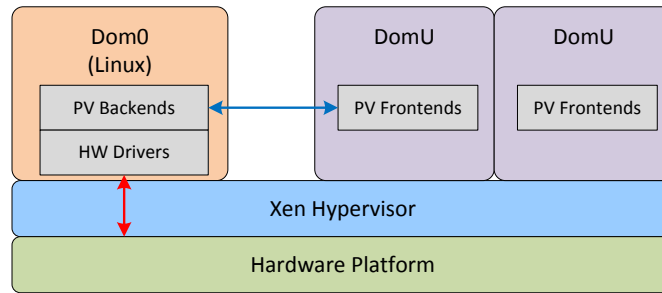 Dom0
(Linux)
PV Backends
HW Drivers
DomU
PV Frontends
DomU
PV Frontends
Xen Hypervisor
Hardware Platform